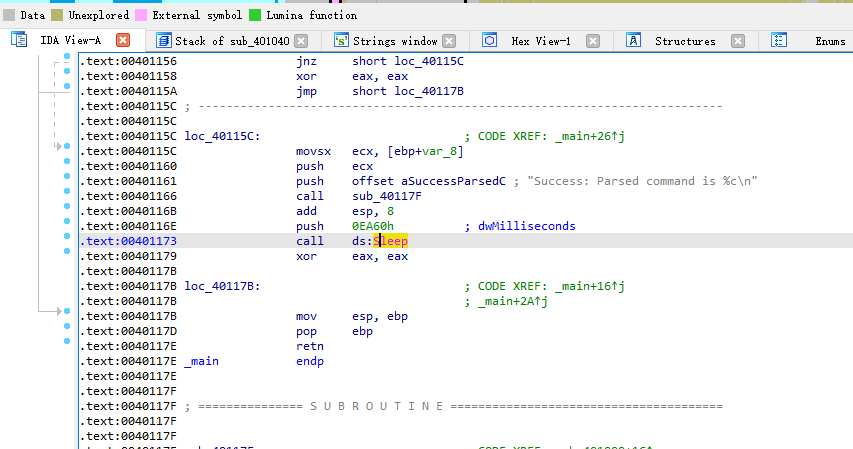 Data Unexplored External symbol Lumina function
IDA View-A Stack of sub_401040 Strings window Hex View-1 Structures Enums
.text:00401156 jnz short loc_40115C
.text:00401158 xor eax, eax
.text:0040115A jmp short loc_40117B
.text:0040115C ; ---------------------------------------------------------------------------
.text:0040115C
.text:0040115C loc_40115C: ; CODE XREF: _main+26↑j
.text:0040115C movsx ecx, [ebp+var_8]
.text:00401160 push ecx
.text:00401161 push offset aSuccessParsedC ; "Success: Parsed command is %c\n"
.text:00401166 call sub_40117F
.text:0040116B add esp, 8
.text:0040116E push 0EA60h ; dwMilliseconds
.text:00401173 call ds:Sleep
.text:00401179 xor eax, eax
.text:0040117B
.text:0040117B loc_40117B: ; CODE XREF: _main+16↑j
.text:0040117B ; _main+2A↑j
.text:0040117B mov esp, ebp
.text:0040117D pop ebp
.text:0040117E retn
.text:0040117E _main endp
.text:0040117E
.text:0040117F
.text:0040117F ; =============== S U B R O U T I N E =======================================
.text:0040117F
.text:0040117F